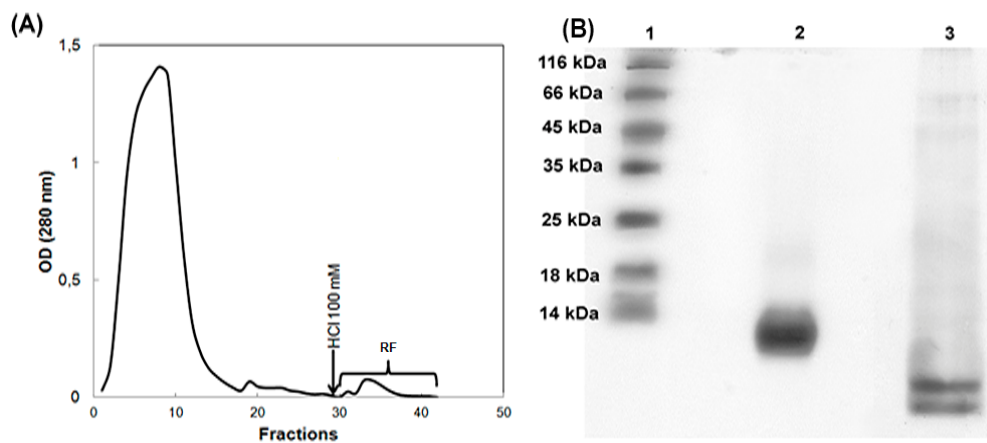 (A)
1,5
1
0,5
0
OD (280 nm)
HCl 100 mM
RF
0 10 20 30 40 50
Fractions
(B)
1 2 3
116 kDa
66 kDa
45 kDa
35 kDa
25 kDa
18 kDa
14 kDa